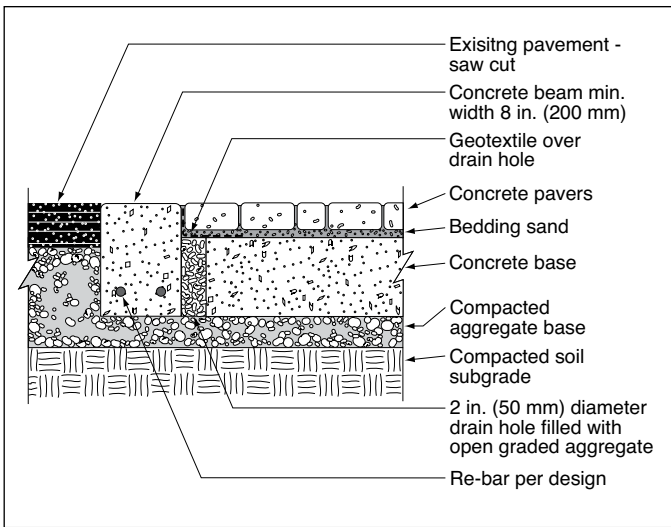 Exisitng pavement -
saw cut
Concrete beam min.
width 8 in. (200 mm)
Geotextile over
drain hole
Concrete pavers
Bedding sand
Concrete base
Compacted
aggregate base
Compacted soil
subgrade
2 in. (50 mm) diameter
drain hole filled with
open graded aggregate
Re-bar per design